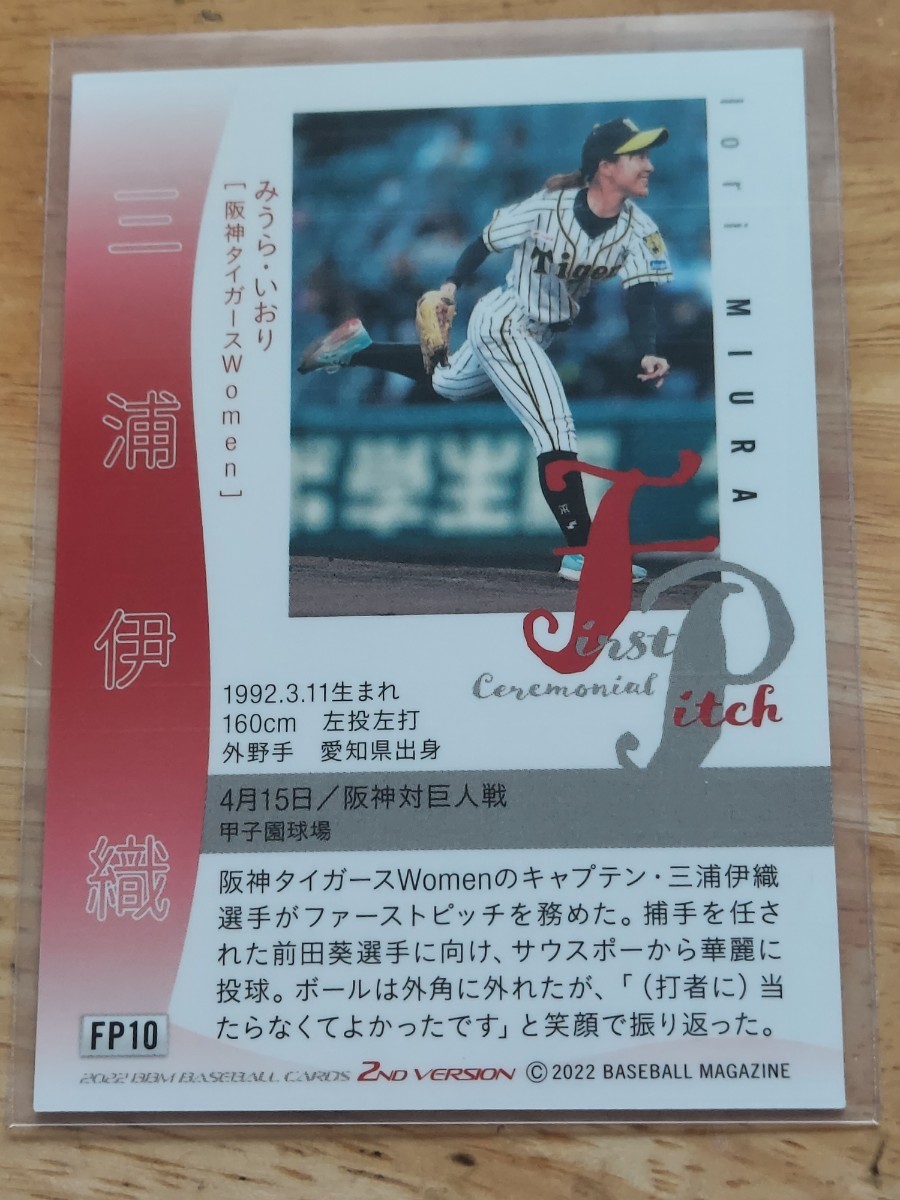 三浦伊織
みうら・いおり
[阪神タイガースWomen]
Iori MIURA
Tiger
First
Ceremonial
Pitch
1992.3.11生まれ
160cm 左投左打
外野手 愛知県出身
4月15日/阪神対巨人戦
甲子園球場
阪神タイガースWomenのキャプテン・三浦伊織
選手がファーストピッチを務めた。捕手を任さ
れた前田葵選手に向け、サウスポーから華麗に
投球。ボールは外角に外れたが、「(打者に)当
たらなくてよかったです」と笑顔で振り返った。
FP10
2022 BBM BASEBALL CARDS 2ND VERSION © 2022 BASEBALL MAGAZINE